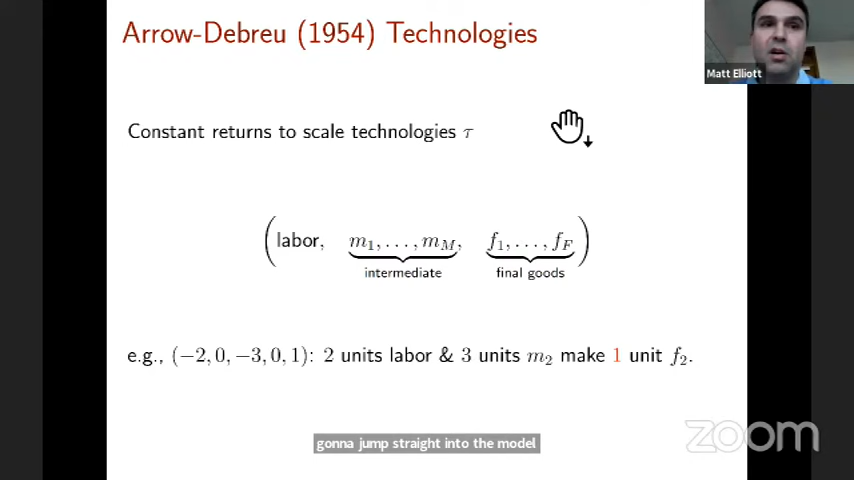 Arrow-Debreu (1954) Technologies
Matt Elliott
Constant returns to scale technologies τ
(labor, m₁, . . . , m_M, f₁, . . . , f_F)
intermediate final goods
e.g., (−2, 0, −3, 0, 1): 2 units labor & 3 units m₂ make 1 unit f₂.
gonna jump straight into the model
zoom